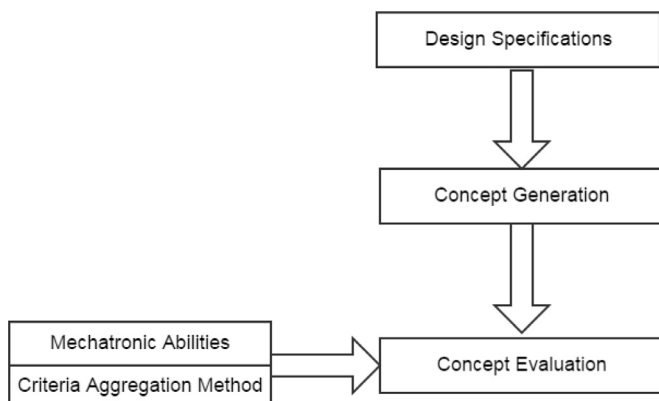 Design Specifications
Concept Generation
Mechatronic Abilities
Concept Evaluation
Criteria Aggregation Method